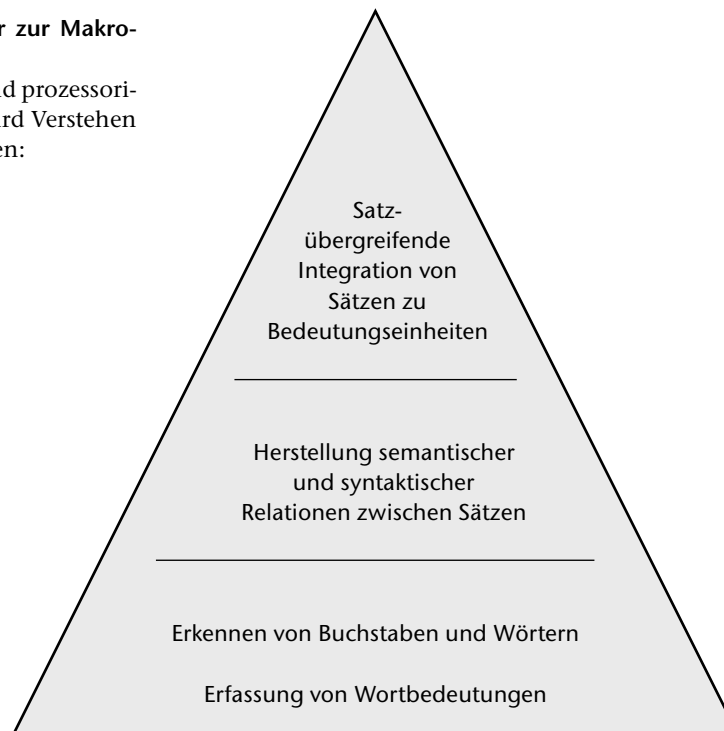 r zur Makro-
d prozessori-
rd Verstehen
en:
Satz-
übergreifende
Integration von
Sätzen zu
Bedeutungseinheiten
Herstellung semantischer
und syntaktischer
Relationen zwischen Sätzen
Erkennen von Buchstaben und Wörtern
Erfassung von Wortbedeutungen